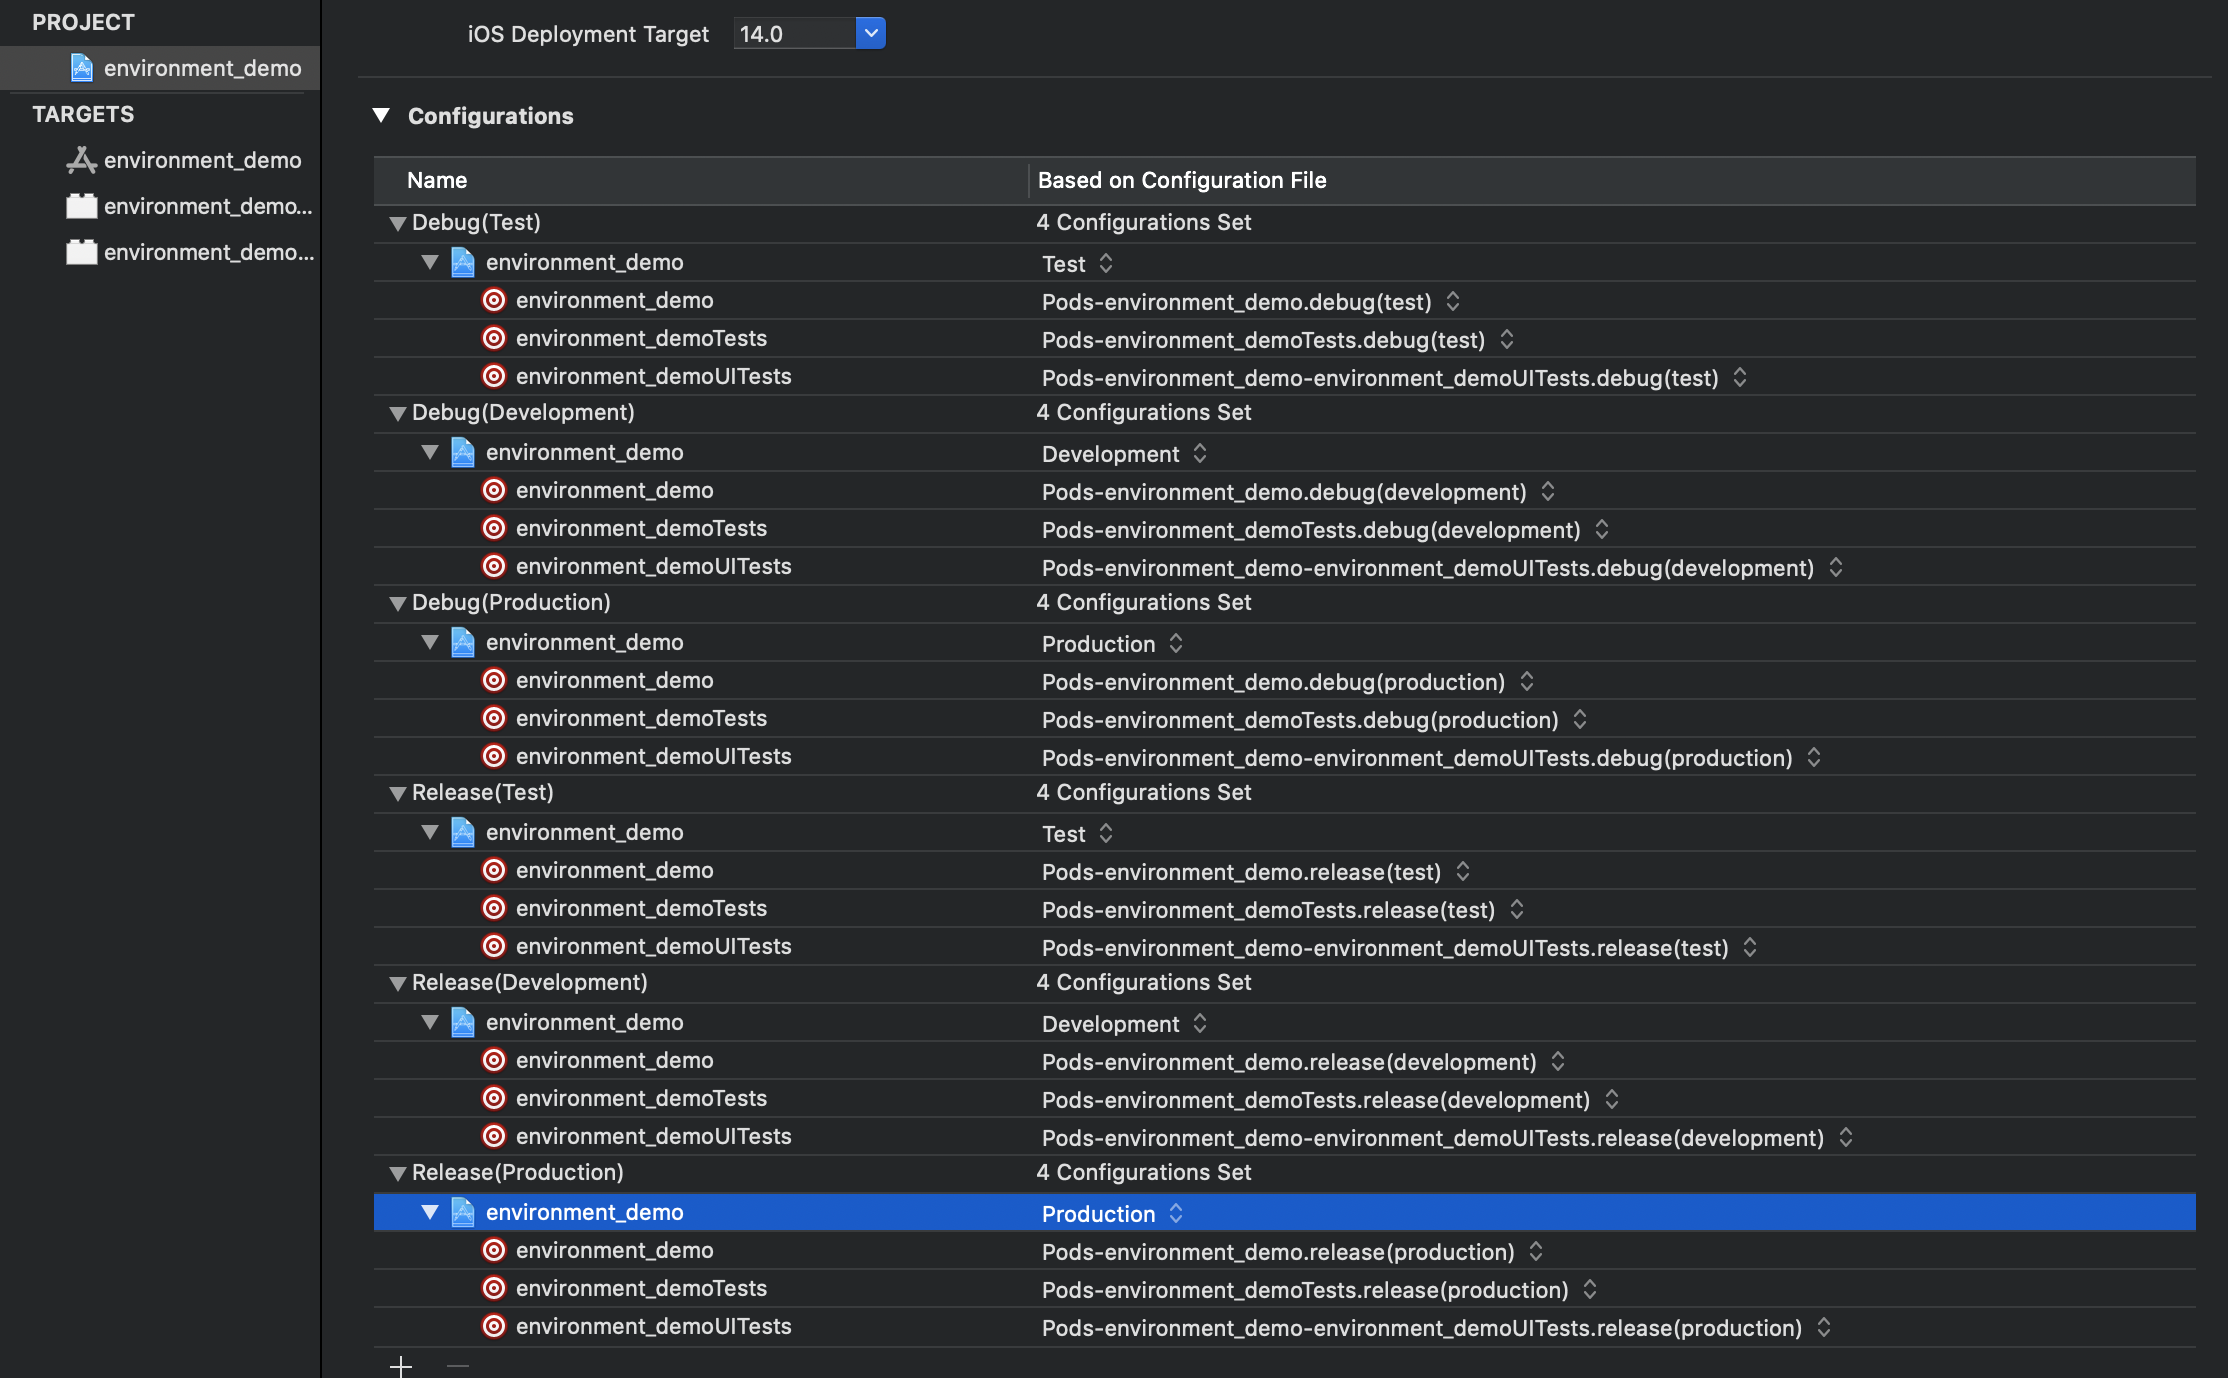 PROJECT
environment_demo
TARGETS
environment_demo
environment_demo...
environment_demo...
iOS Deployment Target 14.0
Configurations
Name Based on Configuration File
Debug(Test) 4 Configurations Set
environment_demo Test
environment_demo Pods-environment_demo.debug(test)
environment_demoTests Pods-environment_demoTests.debug(test)
environment_demoUITests Pods-environment_demo-environment_demoUITests.debug(test)
Debug(Development) 4 Configurations Set
environment_demo Development
environment_demo Pods-environment_demo.debug(development)
environment_demoTests Pods-environment_demoTests.debug(development)
environment_demoUITests Pods-environment_demo-environment_demoUITests.debug(development)
Debug(Production) 4 Configurations Set
environment_demo Production
environment_demo Pods-environment_demo.debug(production)
environment_demoTests Pods-environment_demoTests.debug(production)
environment_demoUITests Pods-environment_demo-environment_demoUITests.debug(production)
Release(Test) 4 Configurations Set
environment_demo Test
environment_demo Pods-environment_demo.release(test)
environment_demoTests Pods-environment_demoTests.release(test)
environment_demoUITests Pods-environment_demo-environment_demoUITests.release(test)
Release(Development) 4 Configurations Set
environment_demo Development
environment_demo Pods-environment_demo.release(development)
environment_demoTests Pods-environment_demoTests.release(development)
environment_demoUITests Pods-environment_demo-environment_demoUITests.release(development)
Release(Production) 4 Configurations Set
environment_demo Production
environment_demo Pods-environment_demo.release(production)
environment_demoTests Pods-environment_demoTests.release(production)
environment_demoUITests Pods-environment_demo-environment_demoUITests.release(production)